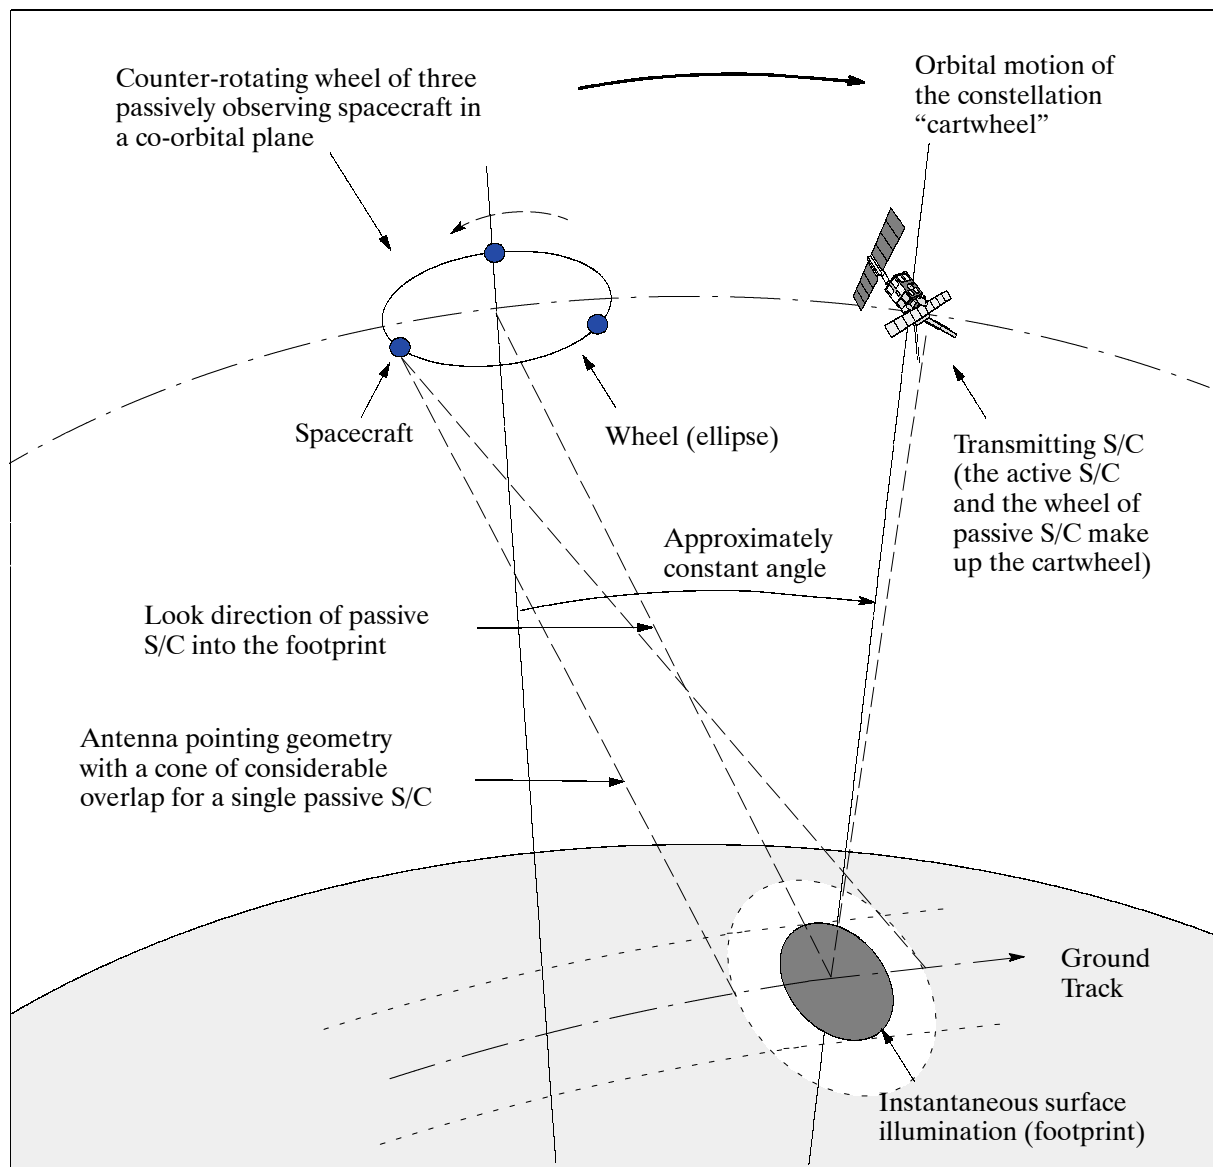 Counter-rotating wheel of three
passively observing spacecraft in
a co-orbital plane
Orbital motion of
the constellation
“cartwheel”
Spacecraft
Wheel (ellipse)
Transmitting S/C
(the active S/C
and the wheel of
passive S/C make
up the cartwheel)
Approximately
constant angle
Look direction of passive
S/C into the footprint
Antenna pointing geometry
with a cone of considerable
overlap for a single passive S/C
Ground
Track
Instantaneous surface
illumination (footprint)